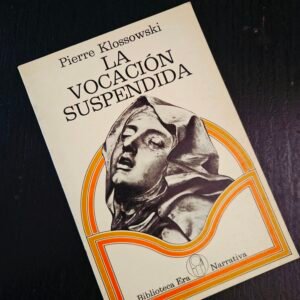 Pierre Klossowski
LA
VOCACIÓN
SUSPENDIDA
Biblioteca Era Narrativa